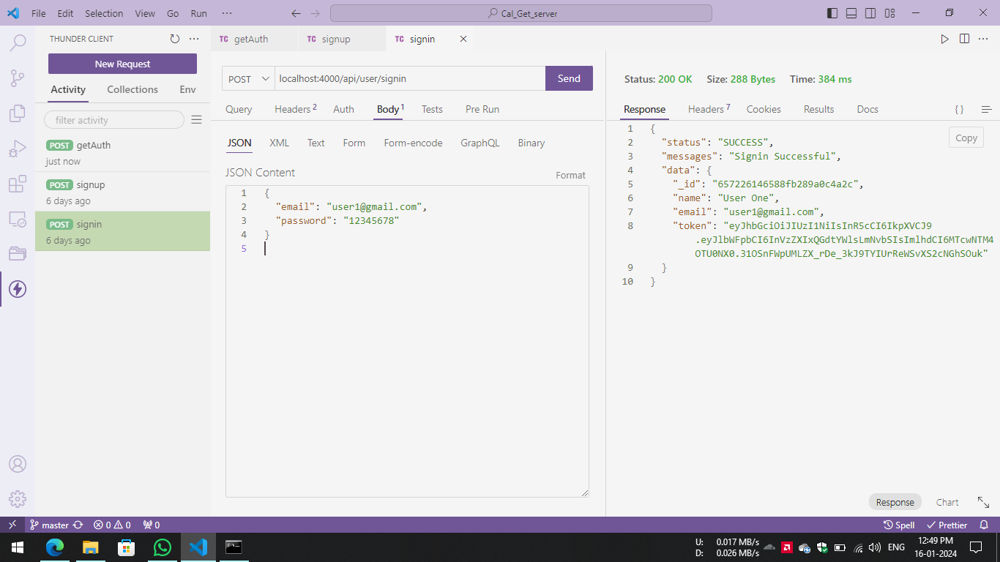 File Edit Selection View Go Run ··· Cal_Get_server
THUNDER CLIENT
New Request
Activity Collections Env
filter activity
POST getAuth
just now
POST signup
6 days ago
POST signin
6 days ago
TC getAuth TC signup TC signin
POST localhost:4000/api/user/signin Send
Query Headers 2 Auth Body 1 Tests Pre Run
JSON XML Text Form Form-encode GraphQL Binary
JSON Content Format
1 {
2 "email": "user1@gmail.com",
3 "password": "12345678"
4 }
5
Status: 200 OK Size: 288 Bytes Time: 384 ms
Response Headers 7 Cookies Results Docs { }
Copy
1 {
2 "status": "SUCCESS",
3 "messages": "Signin Successful",
4 "data": {
5 "_id": "657226146588fb289a0c4a2c",
6 "name": "User One",
7 "email": "user1@gmail.com",
8 "token": "eyJhbGciOiJIUzI1NiIsInR5cCI6IkpXVCJ9
.eyJlbWFpbCI6InVzZXIxQGdtYWlsLmNvbSIsImlhdCI6MTcwNTM4
OTU0NX0.31OSnFWpUMLZX_rDe_3kJ9TYIUrReWSvXS2cNGhSOuk"
9 }
10 }
Response Chart
master 0 0 0 Spell Prettier
U: 0.017 MB/s
D: 0.026 MB/s
ENG
12:49 PM
16-01-2024